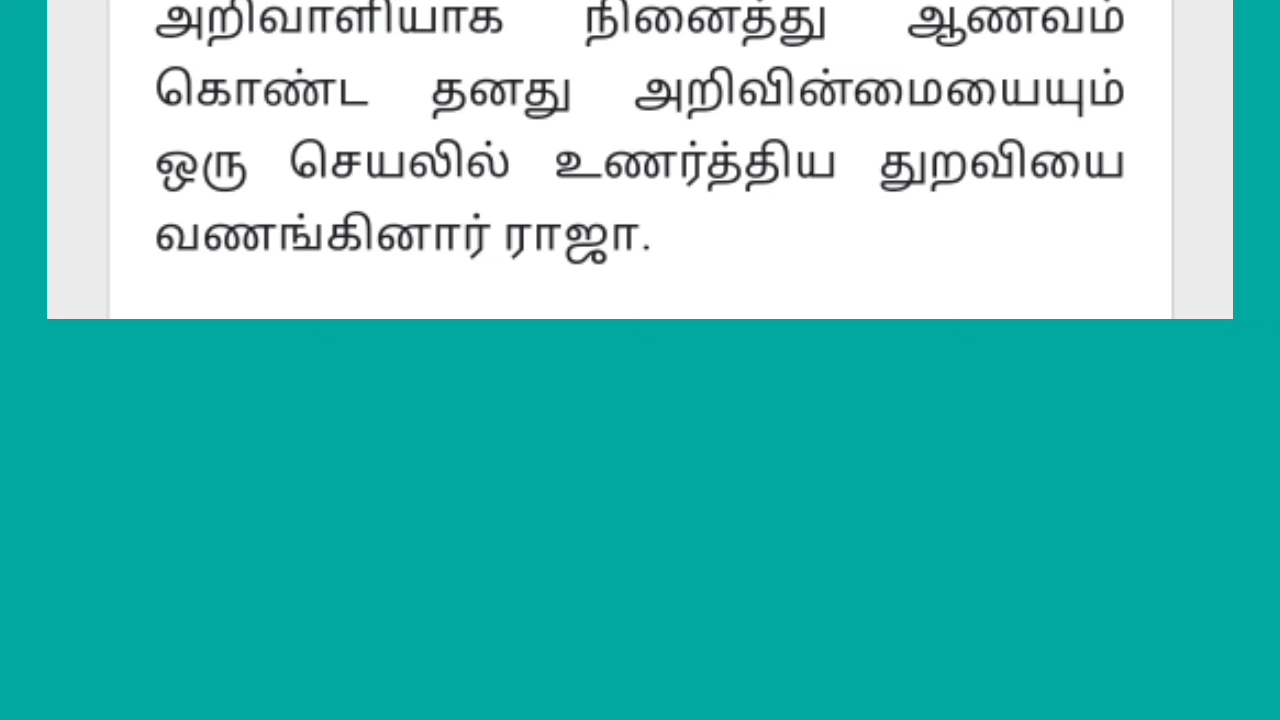 அறிவாளியாக நினைத்து ஆணவம்
கொண்ட தனது அறிவின்மையையும்
ஒரு செயலில் உணர்த்திய துறவியை
வணங்கினார் ராஜா.